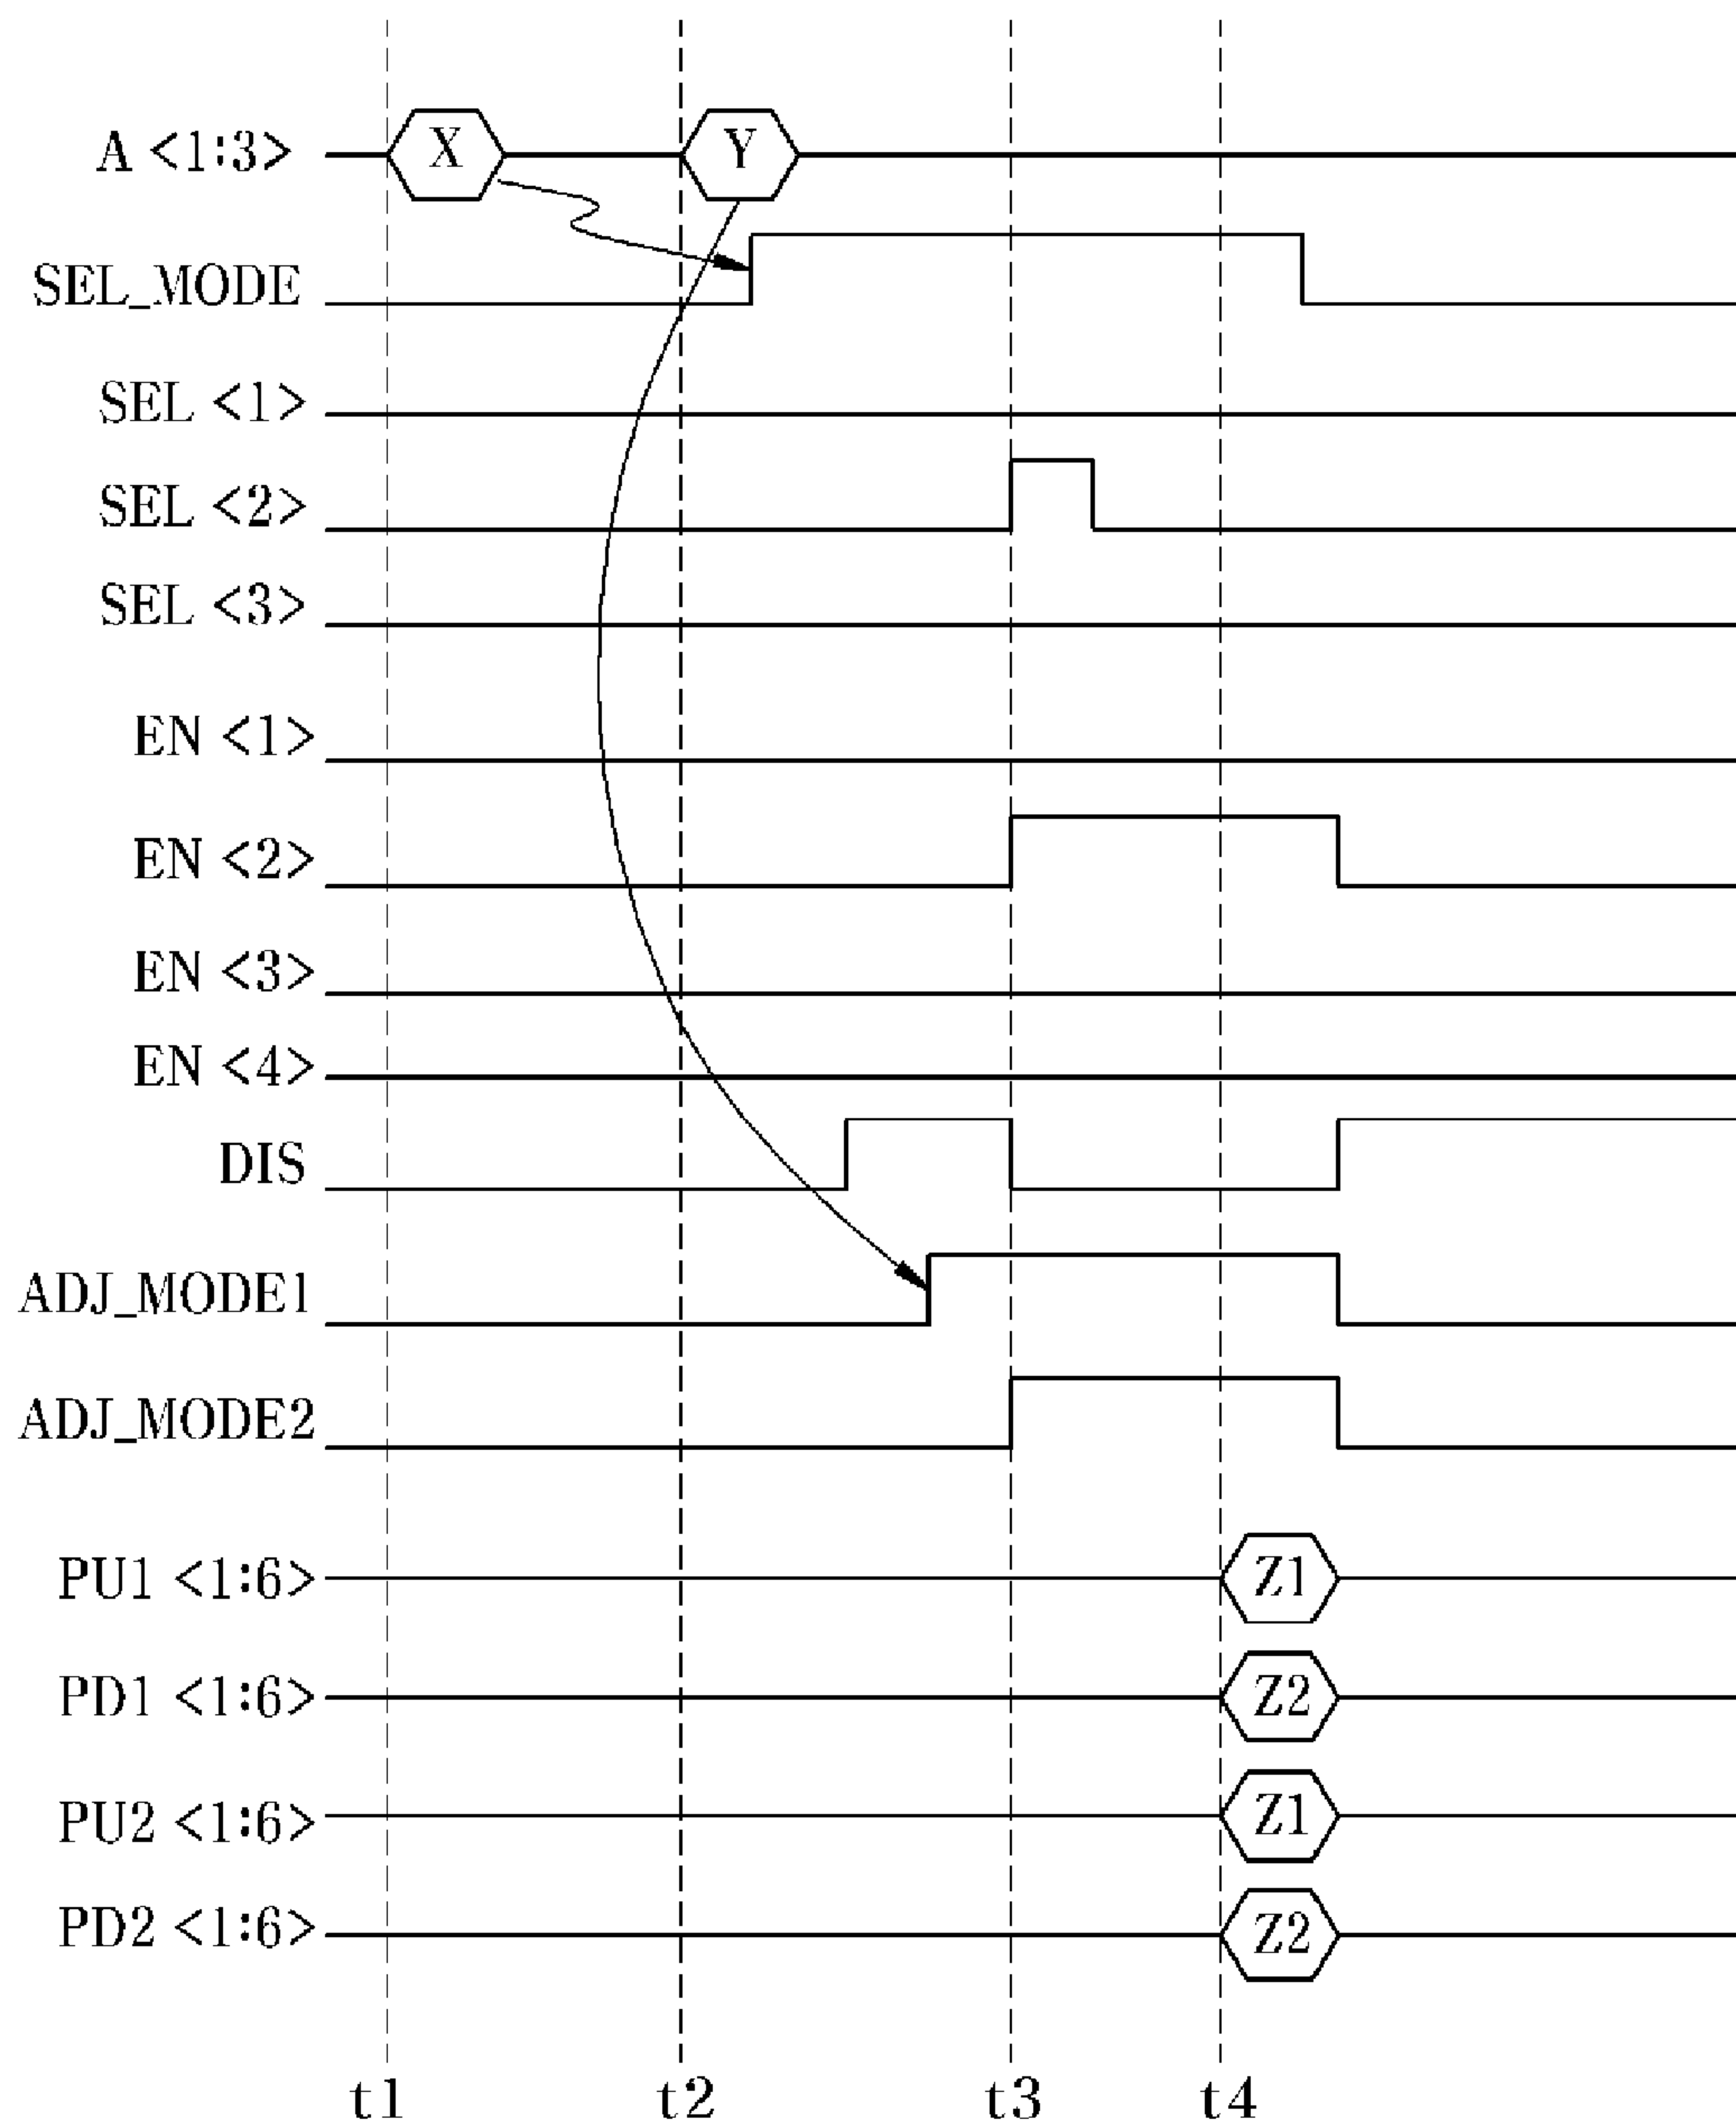 A <1:3> X Y
SEL_MODE
SEL <1>
SEL <2>
SEL <3>
EN <1>
EN <2>
EN <3>
EN <4>
DIS
ADJ_MODE1
ADJ_MODE2
PU1 <1:6> Z1
PD1 <1:6> Z2
PU2 <1:6> Z1
PD2 <1:6> Z2
t1 t2 t3 t4